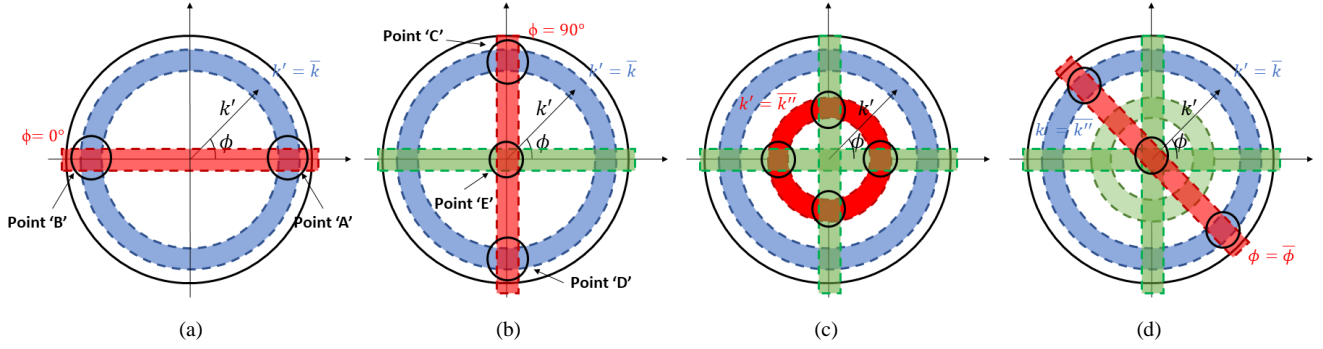 k′ = k̅
k′
ϕ
ϕ= 0°
Point ‘B’
Point ‘A’
(a)
Point ‘C’
ϕ = 90°
k′ = k̅
k′
ϕ
Point ‘E’
Point ‘D’
(b)
k′ = k̅″
k′
ϕ
(c)
k′ = k̅
k′
k′ = k̅″
ϕ
ϕ = ϕ̅
(d)